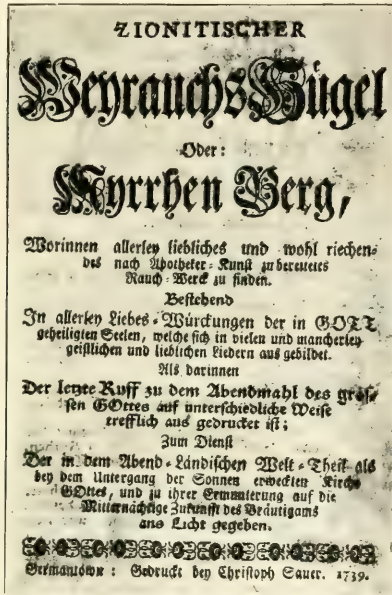 ZIONITISCHER
WeyrauchsHügel
Oder:
Myrrhen Berg,
Worinnen allerley liebliches und wohl riechen-
des nach Apotheker-Kunst zubereitetes
Rauch-Werck zu finden.
Bestehend
In allerley Liebes-Würckungen der in GOTT
geheiligten Seelen, welche sich in vielen und mancherley
geistlichen und lieblichen Liedern aus gebildet.
Als darinnen
Der letzte Ruff zu dem Abendmahl des gros-
sen GOttes auf unterschiedliche Weise
trefflich aus gedrucket ist;
Zum Dienst
Der in dem Abend-Ländischen Welt-Theil als
bey dem Untergang der Sonnen erweckten Kirche
GOttes, und zu ihrer Ermunterung auf die
Mitternächtige Zukunfft des Bräutigams
ans Licht gegeben.
Germantown: Gedruckt bey Christoph Sauer. 1739.